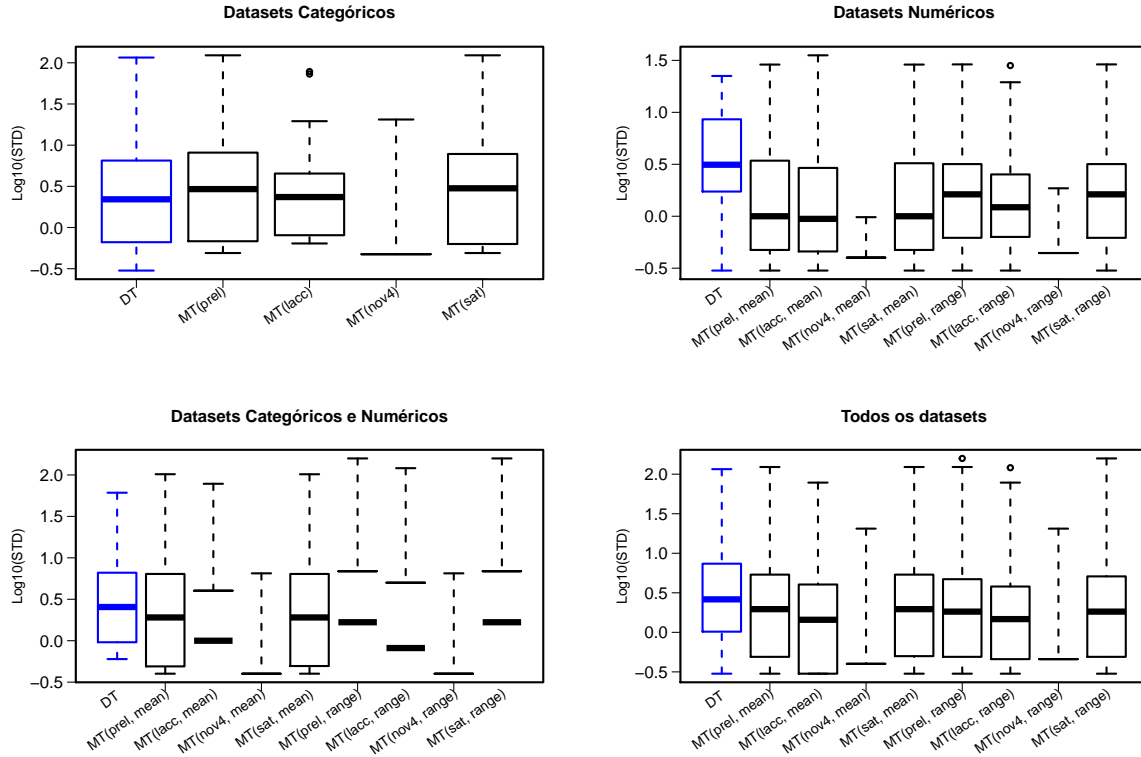 Datasets Categóricos
Log10(STD)
2.0
1.5
1.0
0.5
0.0
−0.5
DT
MT(prel)
MT(lacc)
MT(nov4)
MT(sat)
Datasets Numéricos
Log10(STD)
1.5
1.0
0.5
0.0
−0.5
DT
MT(prel, mean)
MT(lacc, mean)
MT(nov4, mean)
MT(sat, mean)
MT(prel, range)
MT(lacc, range)
MT(nov4, range)
MT(sat, range)
Datasets Categóricos e Numéricos
Log10(STD)
2.0
1.5
1.0
0.5
0.0
−0.5
DT
MT(prel, mean)
MT(lacc, mean)
MT(nov4, mean)
MT(sat, mean)
MT(prel, range)
MT(lacc, range)
MT(nov4, range)
MT(sat, range)
Todos os datasets
Log10(STD)
2.0
1.5
1.0
0.5
0.0
−0.5
DT
MT(prel, mean)
MT(lacc, mean)
MT(nov4, mean)
MT(sat, mean)
MT(prel, range)
MT(lacc, range)
MT(nov4, range)
MT(sat, range)